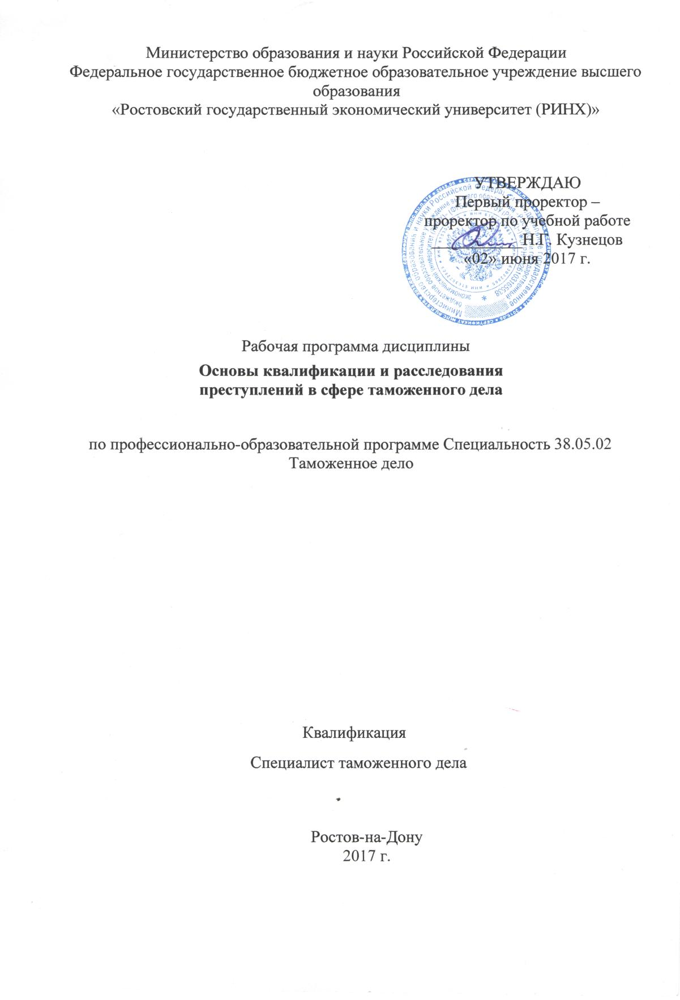 Министерство образования и науки Российской Федерации
Федеральное государственное бюджетное образовательное учреждение высшего
образования
«Ростовский государственный экономический университет (РИНХ)»
УТВЕРЖДАЮ
Первый проректор –
проректор по учебной работе
Н.Г. Кузнецов
«02» июня 2017 г.
Рабочая программа дисциплины
Основы квалификации и расследования
преступлений в сфере таможенного дела
по профессионально-образовательной программе Специальность 38.05.02
Таможенное дело
Квалификация
Специалист таможенного дела
Ростов-на-Дону
2017 г.